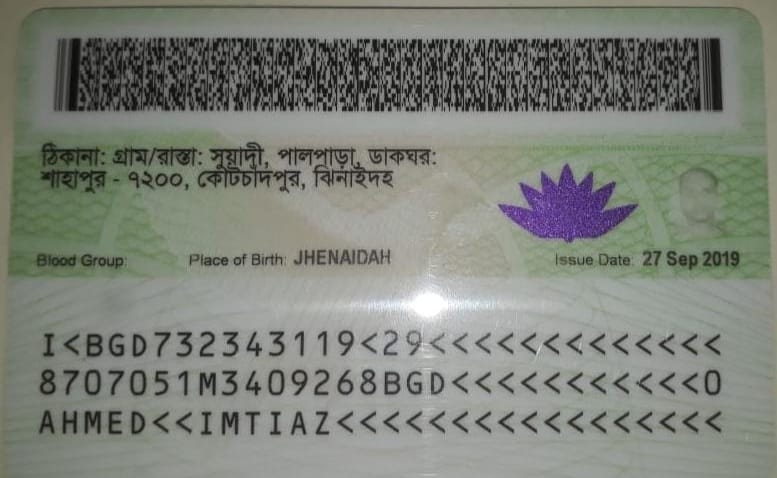 ঠিকানা: গ্রাম/রাস্তা: সুয়াদী, পালপাড়া, ডাকঘর:
শাহাপুর - ৭২০০, কোটচাঁদপুর, ঝিনাইদহ
Blood Group: Place of Birth: JHENAIDAH Issue Date: 27 Sep 2019
I<BGD732343119<29<<<<<<<<<<<<<
8707051M3409268BGD<<<<<<<<<<<0
AHMED<<IMTIAZ<<<<<<<<<<<<<<<<<